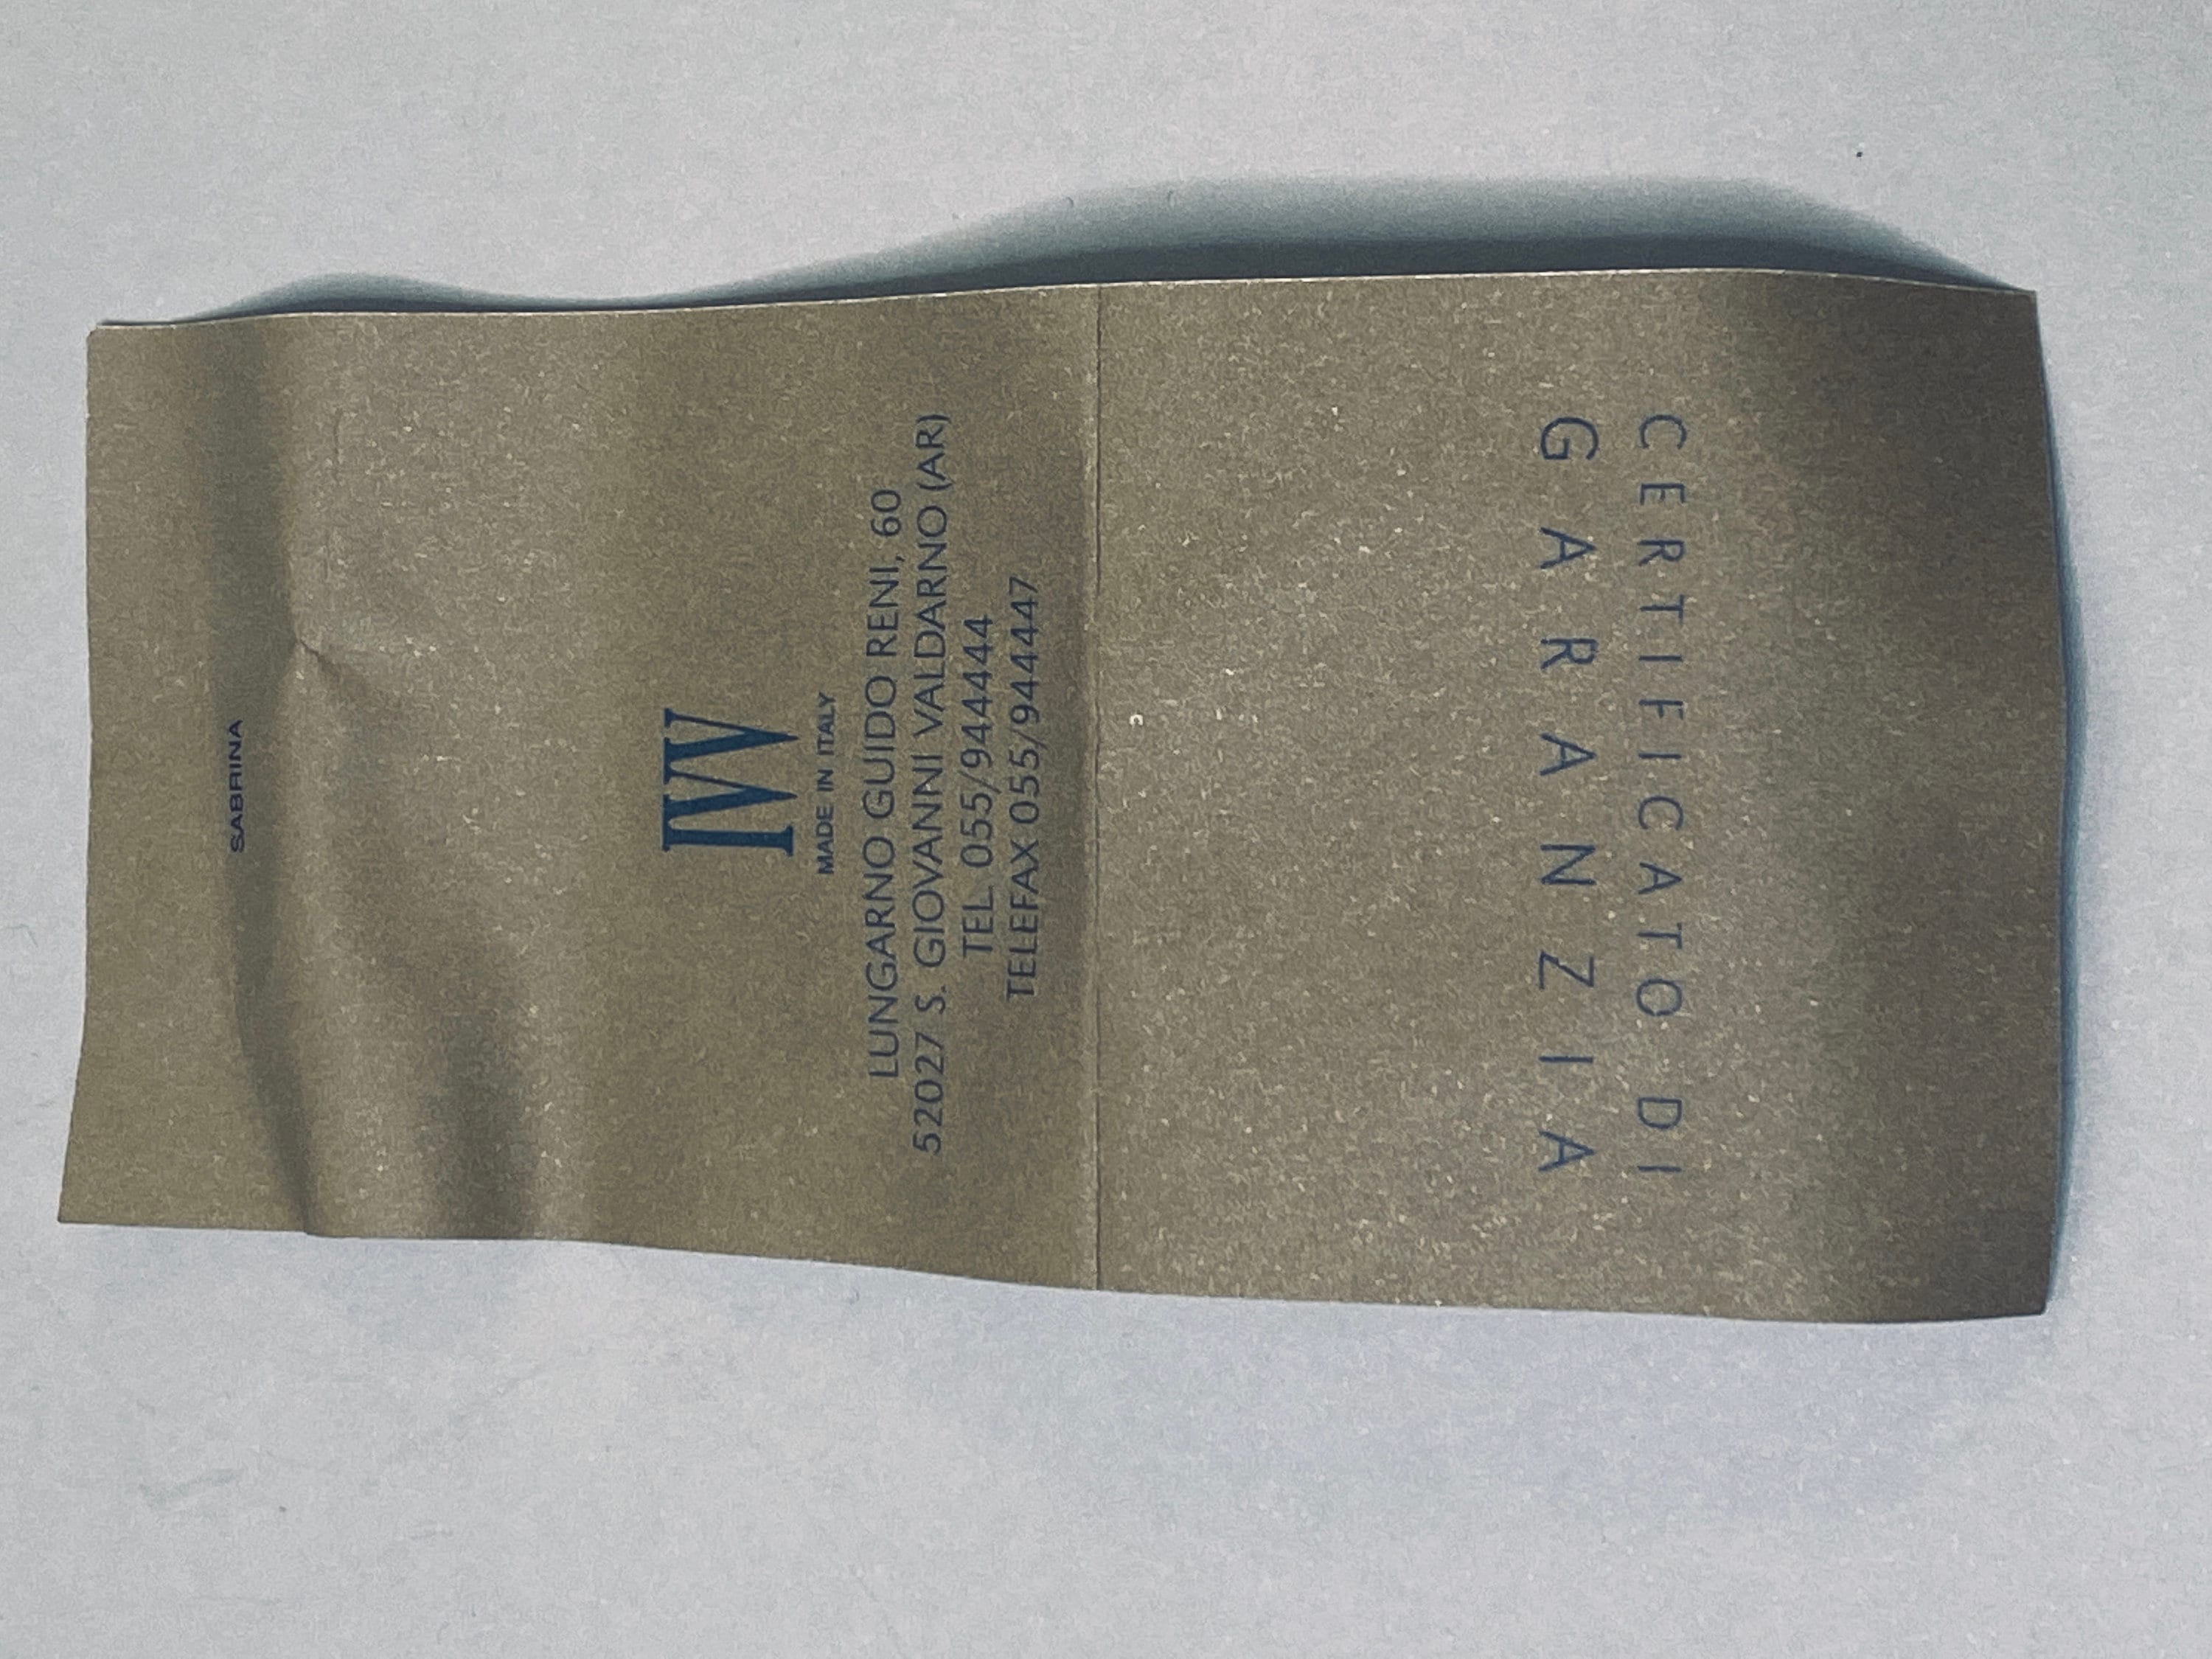 SABRINA
IVV
MADE IN ITALY
LUNGARNO GUIDO RENI, 60
52027 S. GIOVANNI VALDARNO (AR)
TEL. 055/944444
TELEFAX 055/944447
CERTIFICATO DI
GARANZIA